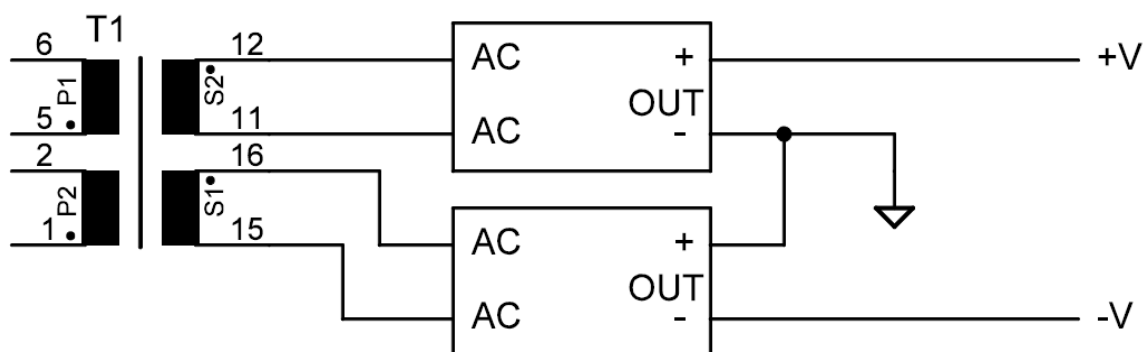 T1
6
P1
5
2
P2
1
12
S2
11
16
S1
15
AC
+
OUT
AC
-
+V
AC
+
OUT
AC
-
-V